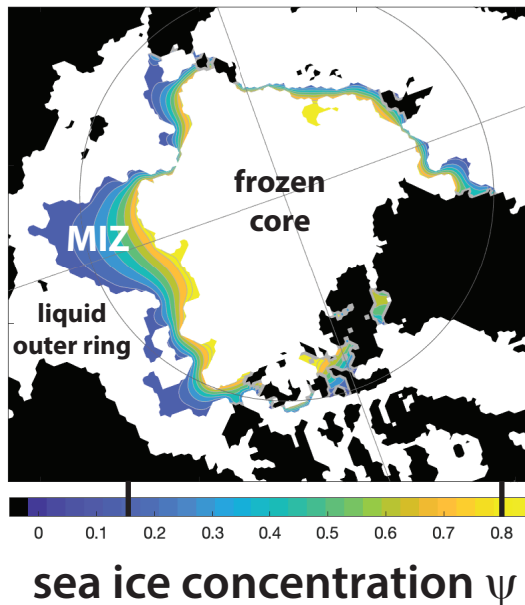 frozen
core
MIZ
liquid
outer ring
0 0.1 0.2 0.3 0.4 0.5 0.6 0.7 0.8
sea ice concentration ψ